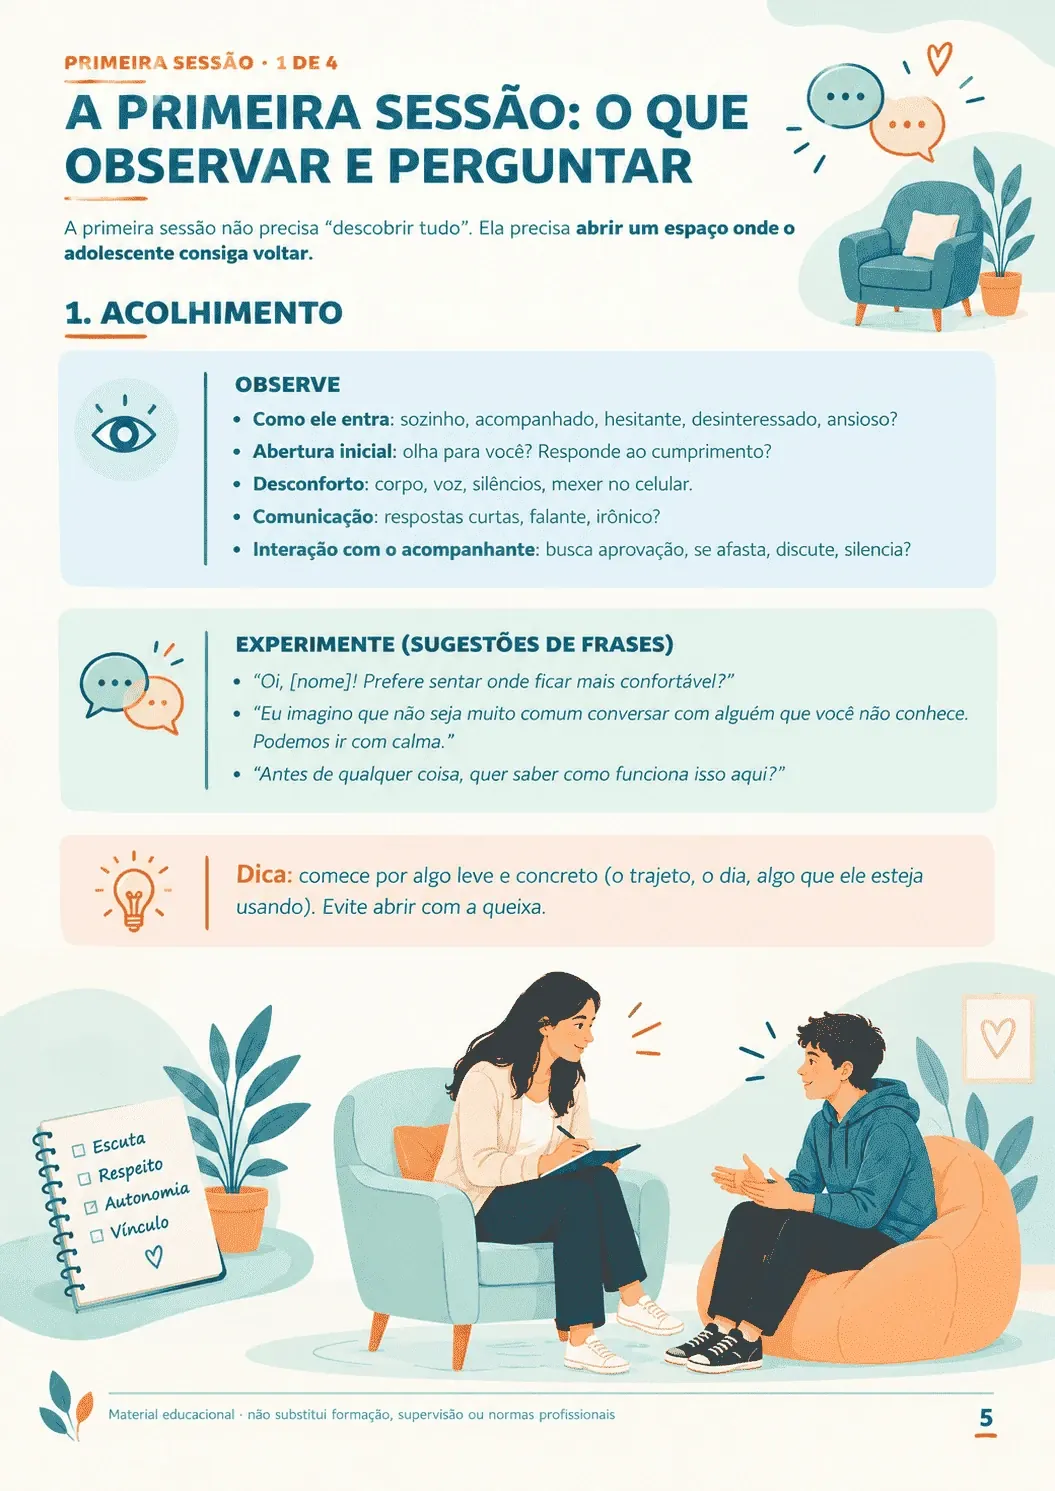 PRIMEIRA SESSÃO · 1 DE 4
A PRIMEIRA SESSÃO: O QUE
OBSERVAR E PERGUNTAR
A primeira sessão não precisa “descobrir tudo”. Ela precisa abrir um espaço onde o
adolescente consiga voltar.
1. ACOLHIMENTO
OBSERVE
• Como ele entra: sozinho, acompanhado, hesitante, desinteressado, ansioso?
• Abertura inicial: olha para você? Responde ao cumprimento?
• Desconforto: corpo, voz, silêncios, mexer no celular.
• Comunicação: respostas curtas, falante, irônico?
• Interação com o acompanhante: busca aprovação, se afasta, discute, silencia?
EXPERIMENTE (SUGESTÕES DE FRASES)
• “Oi, [nome]! Prefere sentar onde ficar mais confortável?”
• “Eu imagino que não seja muito comum conversar com alguém que você não conhece.
Podemos ir com calma.”
• “Antes de qualquer coisa, quer saber como funciona isso aqui?”
Dica: comece por algo leve e concreto (o trajeto, o dia, algo que ele esteja
usando). Evite abrir com a queixa.
Escuta
Respeito
Autonomia
Vínculo
Material educacional · não substitui formação, supervisão ou normas profissionais
5